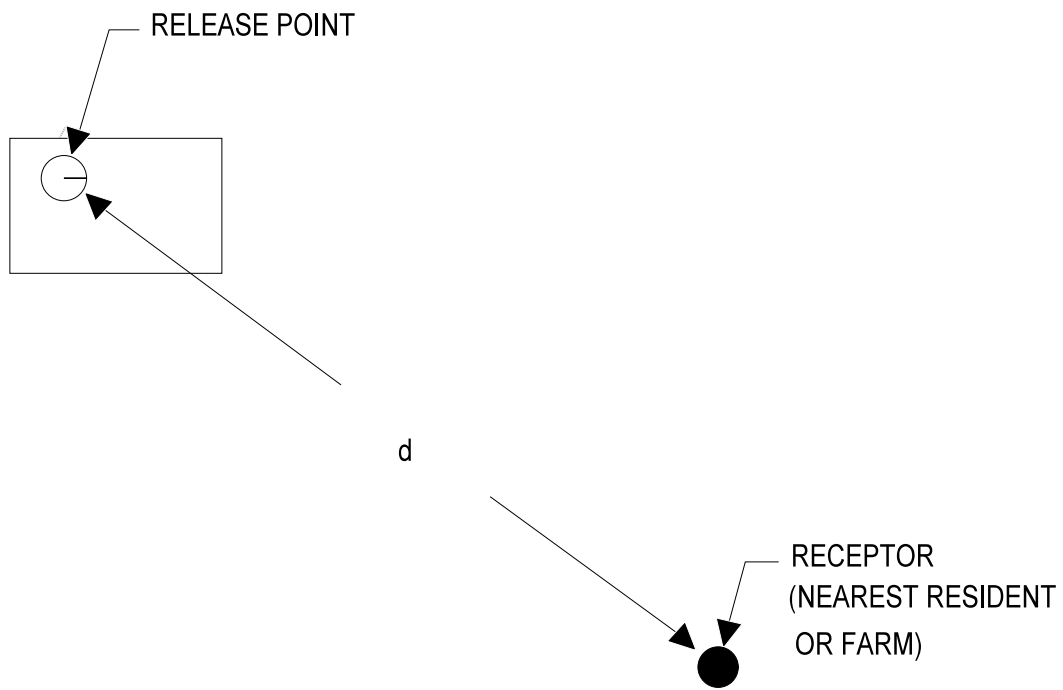 RELEASE POINT
d
RECEPTOR
(NEAREST RESIDENT
OR FARM)